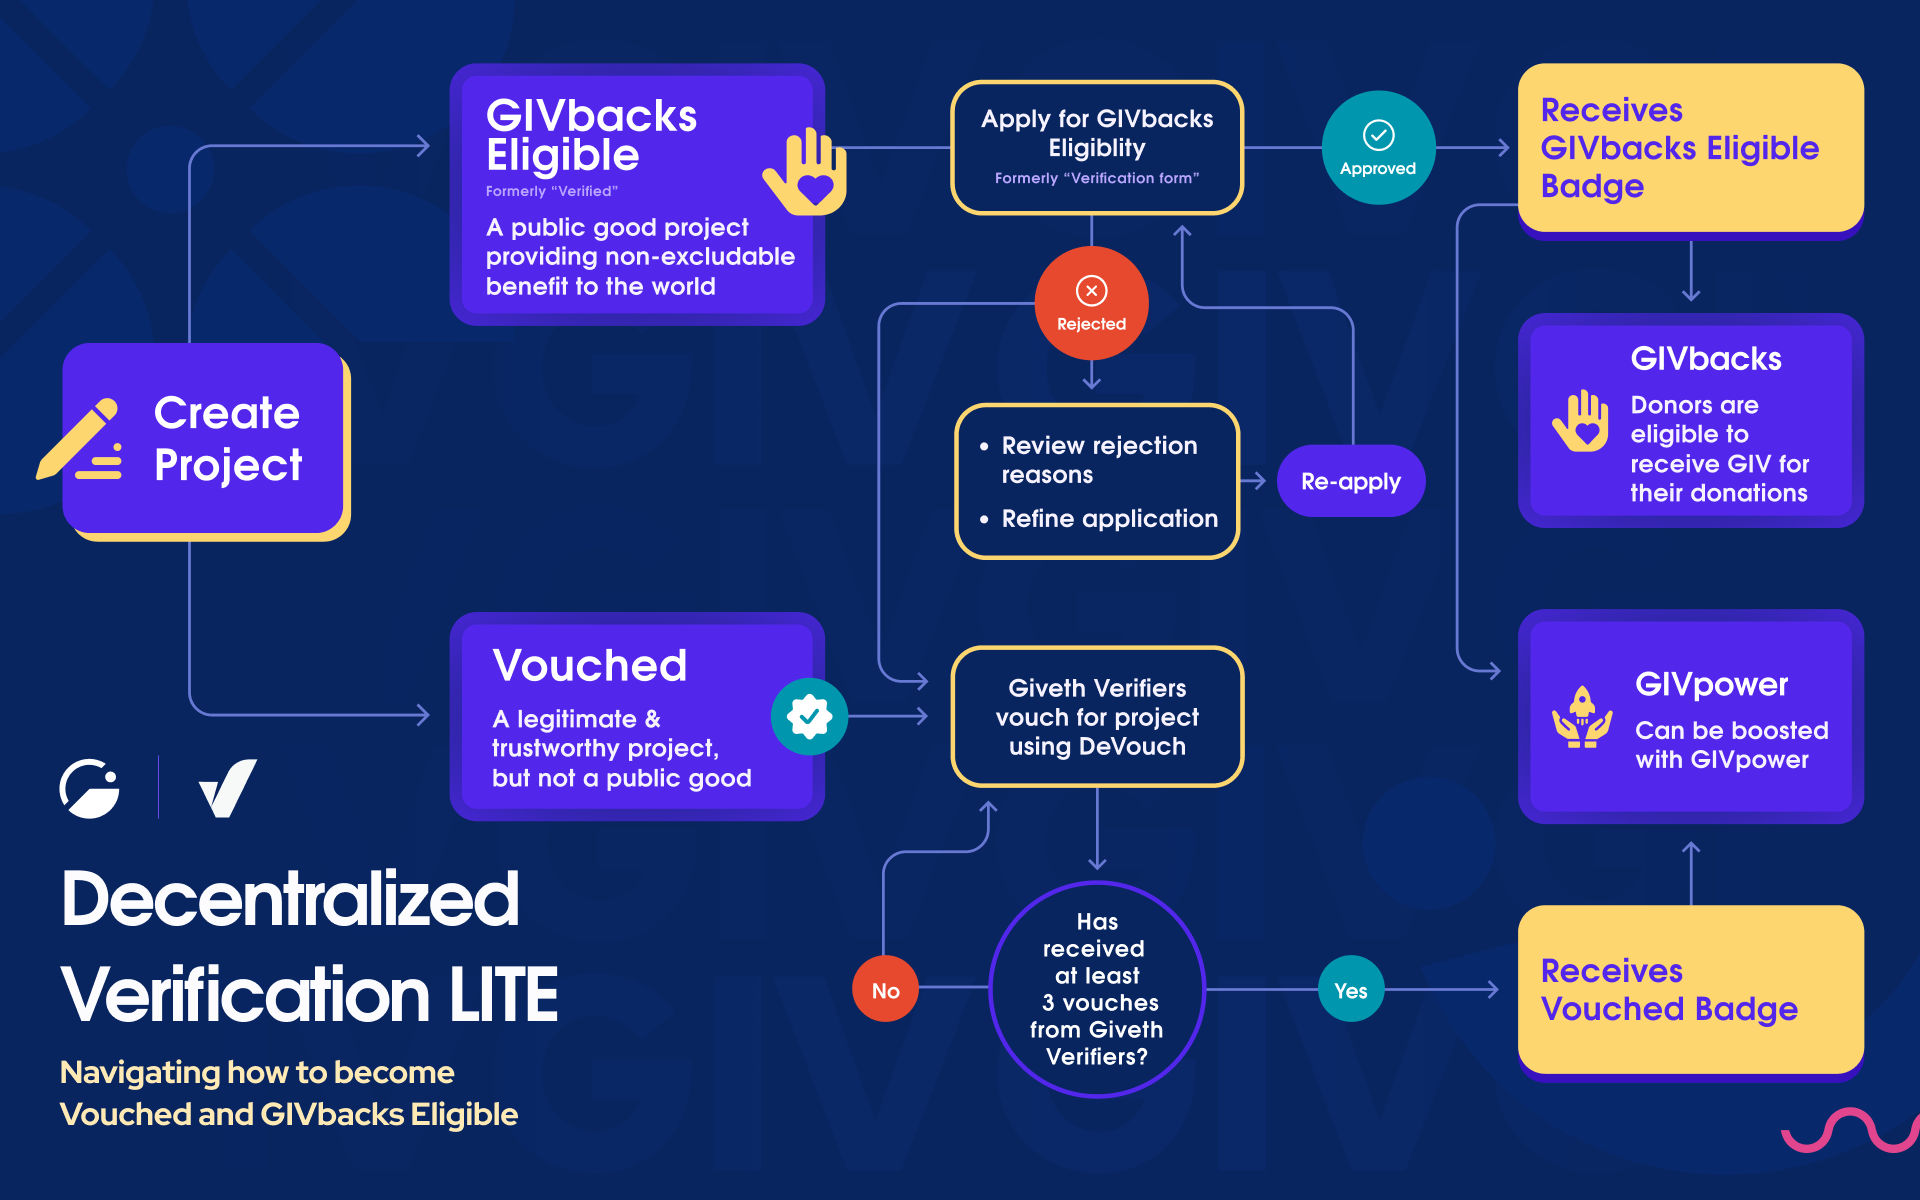 Create
Project
GIVbacks
Eligible
Formerly “Verified”
A public good project
providing non-excludable
benefit to the world
Apply for GIVbacks
Eligiblity
Formerly “Verification form”
Approved
Receives
GIVbacks Eligible
Badge
Rejected
• Review rejection
reasons
• Refine application
Re-apply
GIVbacks
Donors are
eligible to
receive GIV for
their donations
Vouched
A legitimate &
trustworthy project,
but not a public good
Giveth Verifiers
vouch for project
using DeVouch
GIVpower
Can be boosted
with GIVpower
Has
received
at least
3 vouches
from Giveth
Verifiers?
No
Yes
Receives
Vouched Badge
Decentralized
Verification LITE
Navigating how to become
Vouched and GIVbacks Eligible